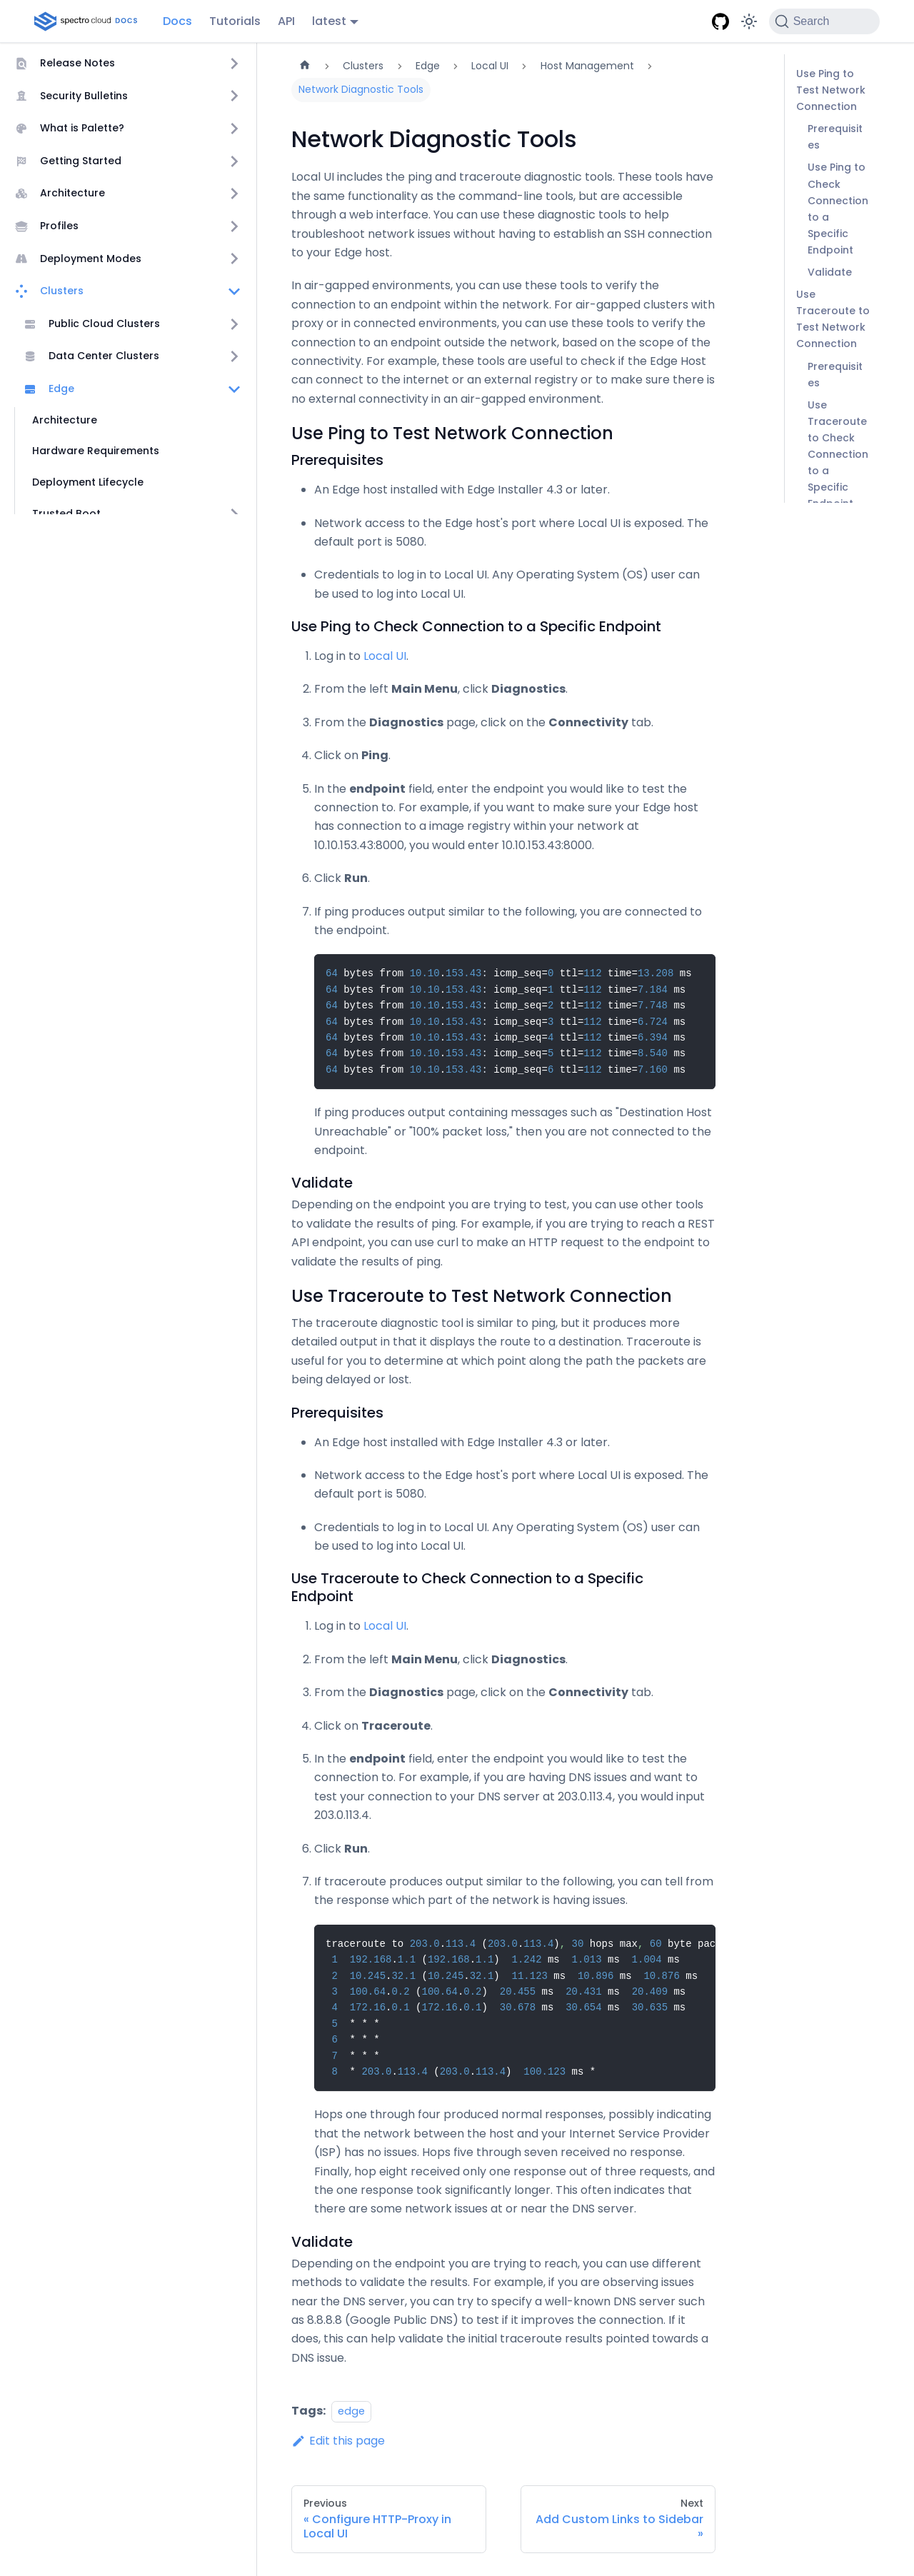 spectro cloud DOCS
Docs
Tutorials
API
latest
Search
Release Notes
Security Bulletins
What is Palette?
Getting Started
Architecture
Profiles
Deployment Modes
Clusters
Public Cloud Clusters
Data Center Clusters
Edge
Architecture
Hardware Requirements
Deployment Lifecycle
Trusted Boot
Clusters > Edge > Local UI > Host Management >
Network Diagnostic Tools
Network Diagnostic Tools
Local UI includes the ping and traceroute diagnostic tools. These tools have
the same functionality as the command-line tools, but are accessible
through a web interface. You can use these diagnostic tools to help
troubleshoot network issues without having to establish an SSH connection
to your Edge host.
In air-gapped environments, you can use these tools to verify the
connection to an endpoint within the network. For air-gapped clusters with
proxy or in connected environments, you can use these tools to verify the
connection to an endpoint outside the network, based on the scope of the
connectivity. For example, these tools are useful to check if the Edge Host
can connect to the internet or an external registry or to make sure there is
no external connectivity in an air-gapped environment.
Use Ping to Test Network Connection
Prerequisites
• An Edge host installed with Edge Installer 4.3 or later.
• Network access to the Edge host's port where Local UI is exposed. The
default port is 5080.
• Credentials to log in to Local UI. Any Operating System (OS) user can
be used to log into Local UI.
Use Ping to Check Connection to a Specific Endpoint
1. Log in to Local UI.
2. From the left Main Menu, click Diagnostics.
3. From the Diagnostics page, click on the Connectivity tab.
4. Click on Ping.
5. In the endpoint field, enter the endpoint you would like to test the
connection to. For example, if you want to make sure your Edge host
has connection to a image registry within your network at
10.10.153.43:8000, you would enter 10.10.153.43:8000.
6. Click Run.
7. If ping produces output similar to the following, you are connected to
the endpoint.
64 bytes from 10.10.153.43: icmp_seq=0 ttl=112 time=13.208 ms
64 bytes from 10.10.153.43: icmp_seq=1 ttl=112 time=7.184 ms
64 bytes from 10.10.153.43: icmp_seq=2 ttl=112 time=7.748 ms
64 bytes from 10.10.153.43: icmp_seq=3 ttl=112 time=6.724 ms
64 bytes from 10.10.153.43: icmp_seq=4 ttl=112 time=6.394 ms
64 bytes from 10.10.153.43: icmp_seq=5 ttl=112 time=8.540 ms
64 bytes from 10.10.153.43: icmp_seq=6 ttl=112 time=7.160 ms
If ping produces output containing messages such as "Destination Host
Unreachable" or "100% packet loss," then you are not connected to the
endpoint.
Validate
Depending on the endpoint you are trying to test, you can use other tools
to validate the results of ping. For example, if you are trying to reach a REST
API endpoint, you can use curl to make an HTTP request to the endpoint to
validate the results of ping.
Use Traceroute to Test Network Connection
The traceroute diagnostic tool is similar to ping, but it produces more
detailed output in that it displays the route to a destination. Traceroute is
useful for you to determine at which point along the path the packets are
being delayed or lost.
Prerequisites
• An Edge host installed with Edge Installer 4.3 or later.
• Network access to the Edge host's port where Local UI is exposed. The
default port is 5080.
• Credentials to log in to Local UI. Any Operating System (OS) user can
be used to log into Local UI.
Use Traceroute to Check Connection to a Specific
Endpoint
1. Log in to Local UI.
2. From the left Main Menu, click Diagnostics.
3. From the Diagnostics page, click on the Connectivity tab.
4. Click on Traceroute.
5. In the endpoint field, enter the endpoint you would like to test the
connection to. For example, if you are having DNS issues and want to
test your connection to your DNS server at 203.0.113.4, you would input
203.0.113.4.
6. Click Run.
7. If traceroute produces output similar to the following, you can tell from
the response which part of the network is having issues.
traceroute to 203.0.113.4 (203.0.113.4), 30 hops max, 60 byte pac
1 192.168.1.1 (192.168.1.1) 1.242 ms 1.013 ms 1.004 ms
2 10.245.32.1 (10.245.32.1) 11.123 ms 10.896 ms 10.876 ms
3 100.64.0.2 (100.64.0.2) 20.455 ms 20.431 ms 20.409 ms
4 172.16.0.1 (172.16.0.1) 30.678 ms 30.654 ms 30.635 ms
5 * * *
6 * * *
7 * * *
8 * 203.0.113.4 (203.0.113.4) 100.123 ms *
Hops one through four produced normal responses, possibly indicating
that the network between the host and your Internet Service Provider
(ISP) has no issues. Hops five through seven received no response.
Finally, hop eight received only one response out of three requests, and
the one response took significantly longer. This often indicates that
there are some network issues at or near the DNS server.
Validate
Depending on the endpoint you are trying to reach, you can use different
methods to validate the results. For example, if you are observing issues
near the DNS server, you can try to specify a well-known DNS server such
as 8.8.8.8 (Google Public DNS) to test if it improves the connection. If it
does, this can help validate the initial traceroute results pointed towards a
DNS issue.
Tags: edge
Edit this page
Previous
« Configure HTTP-Proxy in
Local UI
Next
Add Custom Links to Sidebar
»
Use Ping to
Test Network
Connection
Prerequisit
es
Use Ping to
Check
Connection
to a
Specific
Endpoint
Validate
Use
Traceroute to
Test Network
Connection
Prerequisit
es
Use
Traceroute
to Check
Connection
to a
Specific
Endpoint